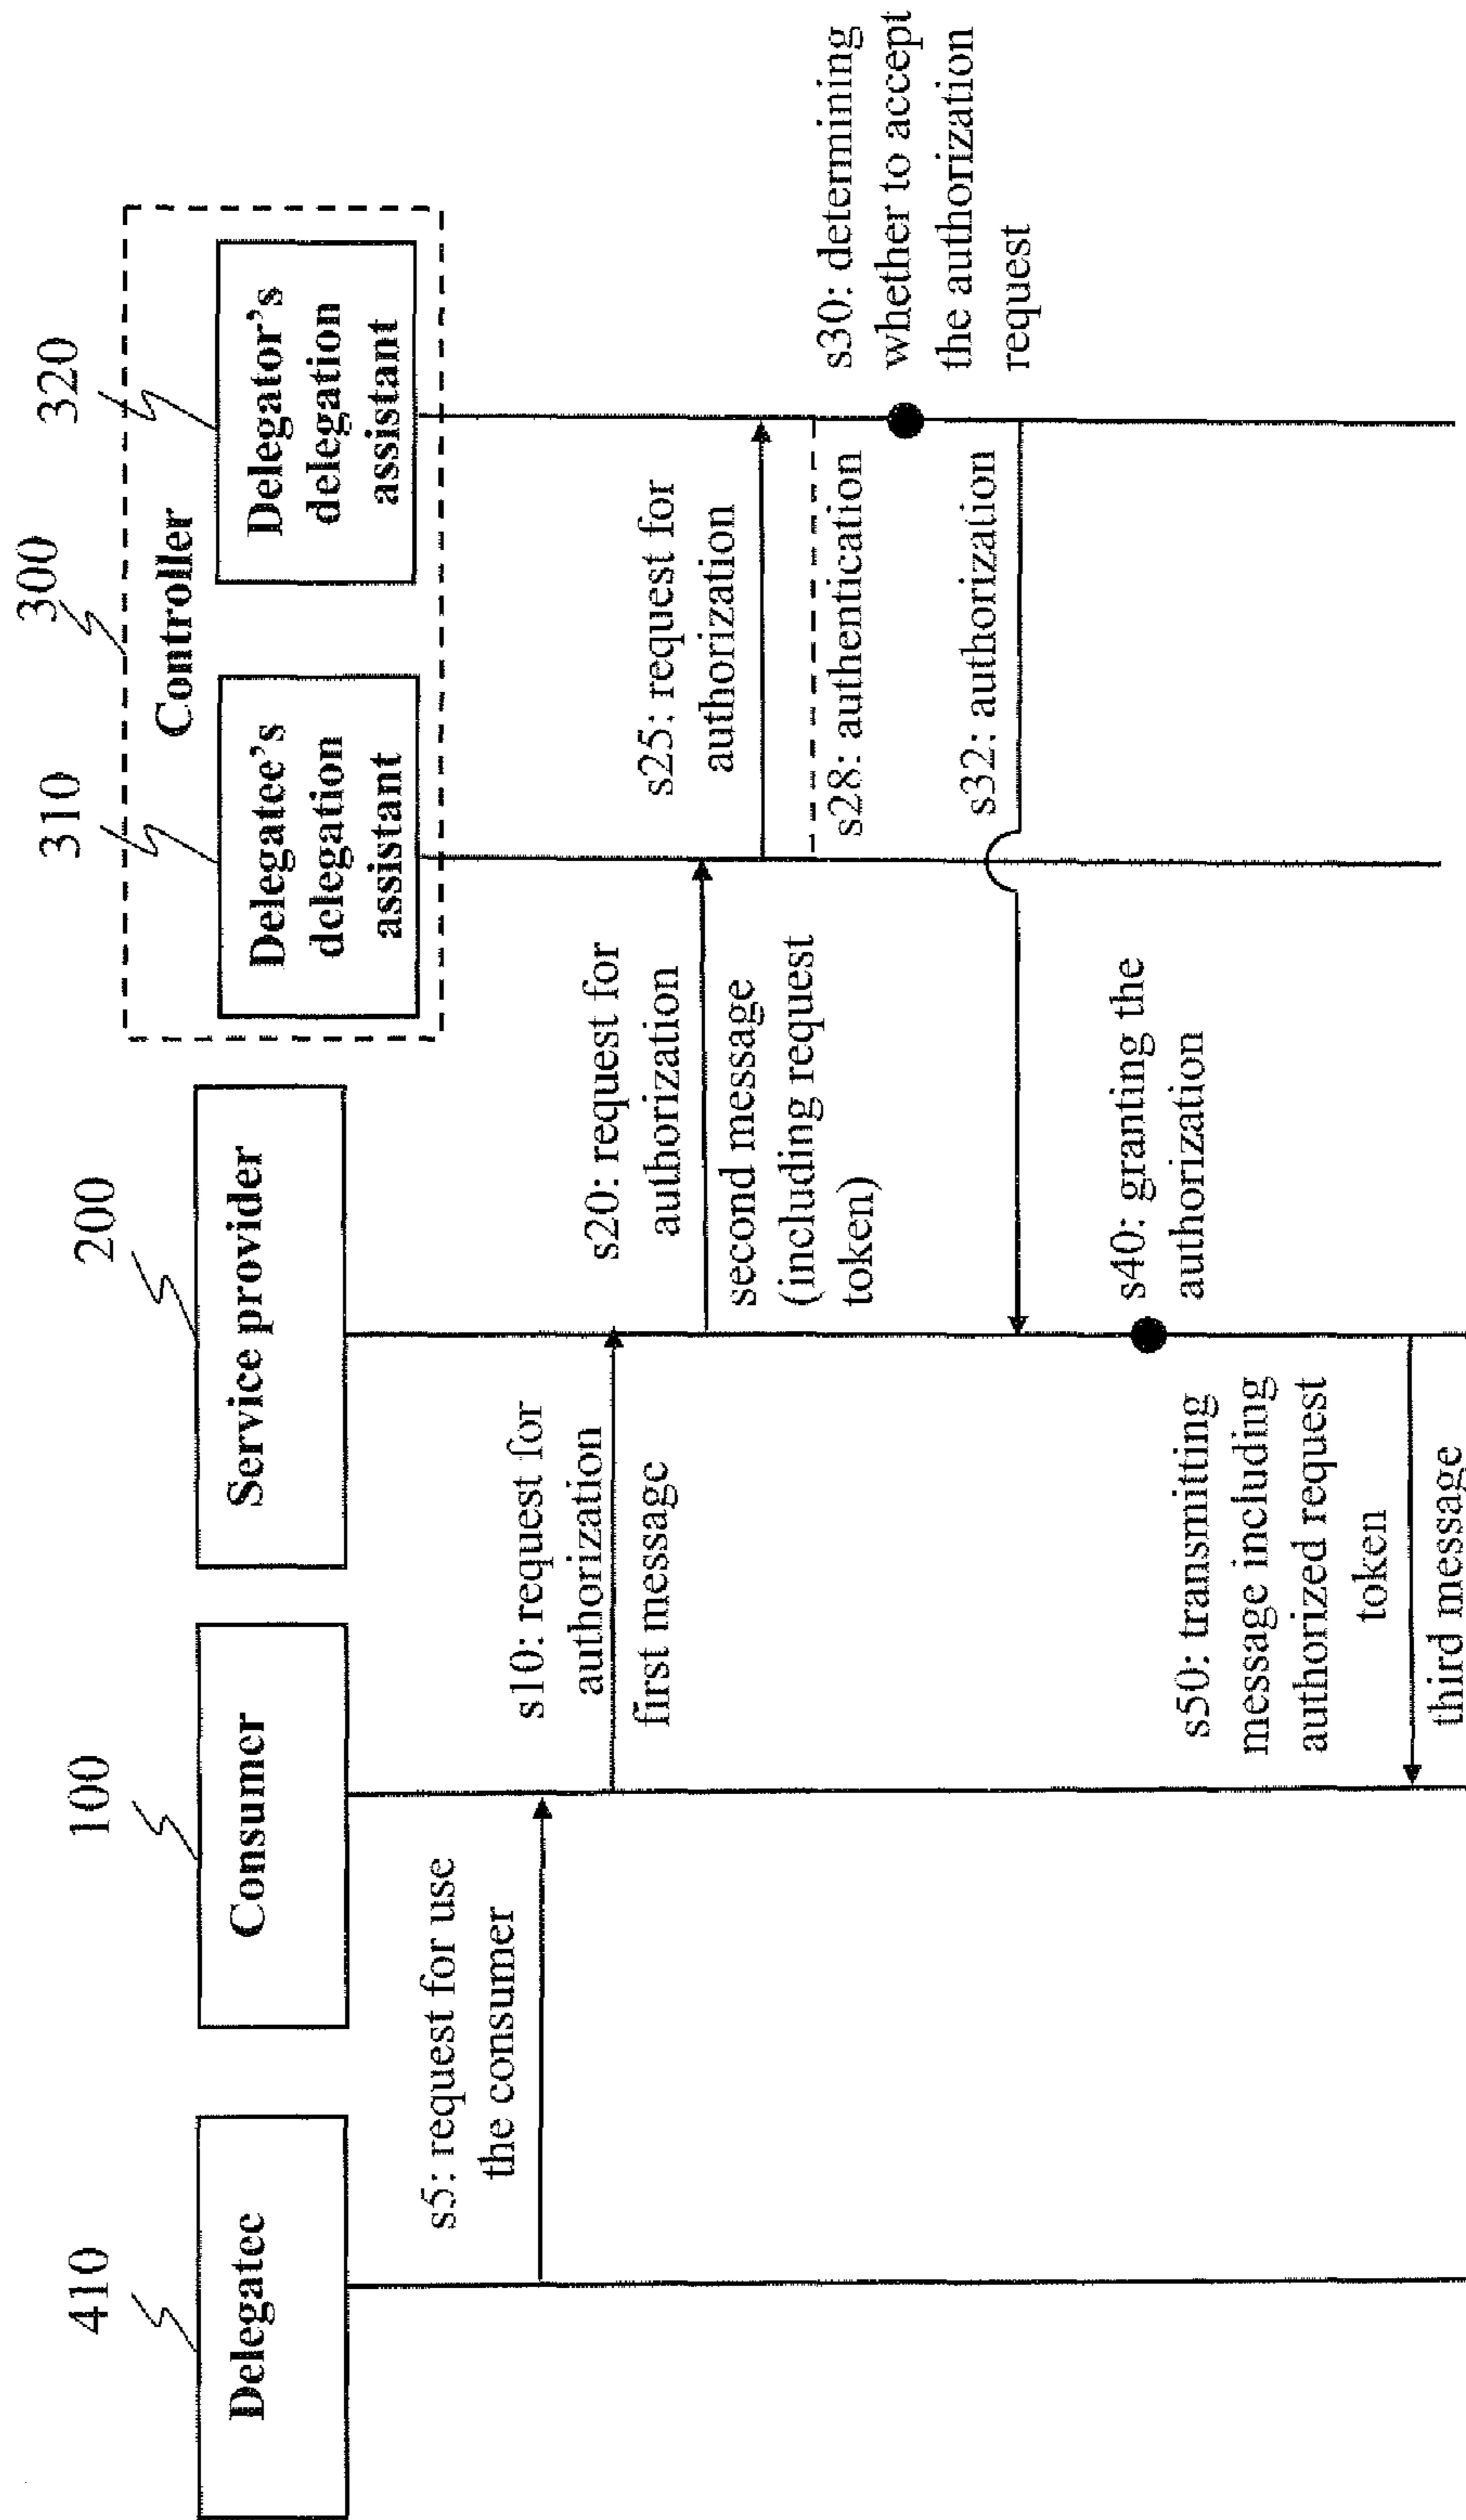 300
410
100
200
310
320
Controller
Delegatee
Consumer
Service provider
Delegatee's
delegation
assistant
Delegator's
delegation
assistant
s5: request for use
the consumer
s10: request for
authorization
first message
s20: request for
authorization
second message
(including request
token)
s25: request for
authorization
s28: authentication
s30: determining
whether to accept
the authorization
request
s32: authorization
s40: granting the
authorization
s50: transmitting
message including
authorized request
token
third message